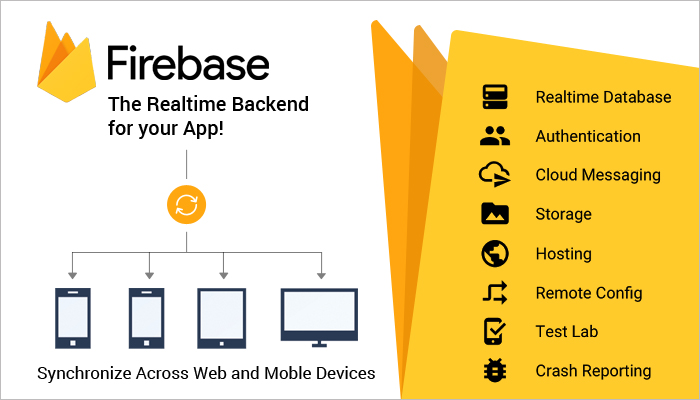 Firebase
The Realtime Backend
for your App!
Synchronize Across Web and Moble Devices
Realtime Database
Authentication
Cloud Messaging
Storage
Hosting
Remote Config
Test Lab
Crash Reporting